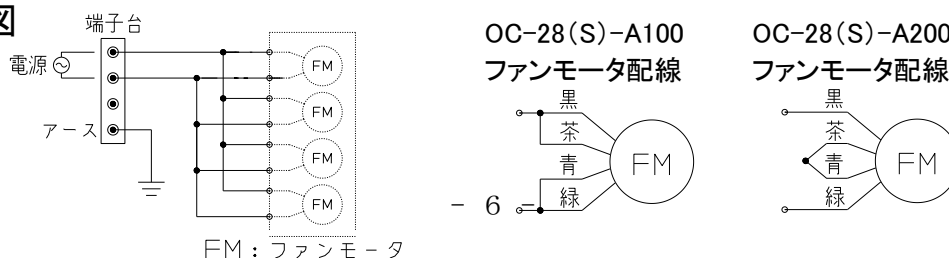 図
端子台
電源
アース
FM
FM
FM
FM
FM：ファンモータ
OC-28(S)-A100
ファンモータ配線
黒
茶
青
緑
FM
OC-28(S)-A200
ファンモータ配線
黒
茶
青
緑
FM
- 6 -